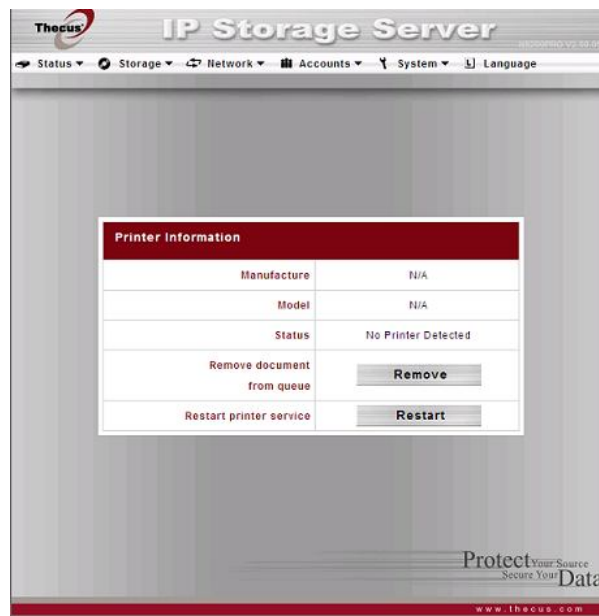 Thecus
IP Storage Server
Status Storage Network Accounts System Language
Printer Information
Manufacture N/A
Model N/A
Status No Printer Detected
Remove document
from queue
Remove
Restart printer service Restart
Protect Your Source
Secure Your Data
www.thecus.com